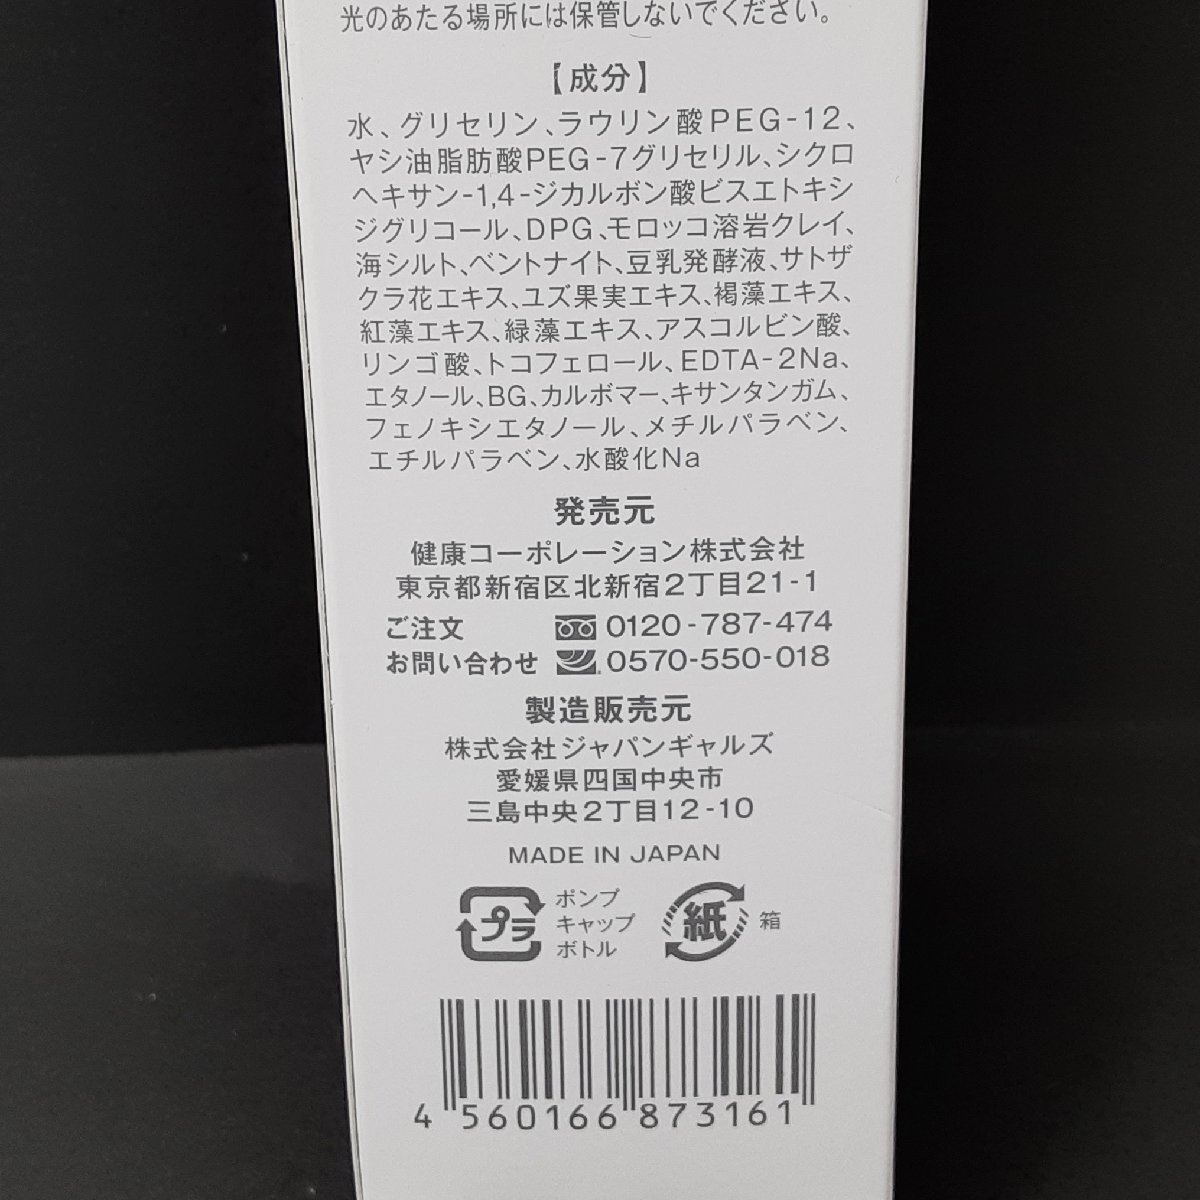 光のあたる場所には保管しないでください。
【成分】
水、グリセリン、ラウリン酸PEG-12、
ヤシ油脂肪酸PEG-7グリセリル、シクロ
ヘキサン-1,4-ジカルボン酸ビスエトキシ
ジグリコール、DPG、モロッコ溶岩クレイ、
海シルト、ベントナイト、豆乳発酵液、サトザ
クラ花エキス、ユズ果実エキス、褐藻エキス、
紅藻エキス、緑藻エキス、アスコルビン酸、
リンゴ酸、トコフェロール、EDTA-2Na、
エタノール、BG、カルボマー、キサンタンガム、
フェノキシエタノール、メチルパラベン、
エチルパラベン、水酸化Na
発売元
健康コーポレーション株式会社
東京都新宿区北新宿2丁目21-1
ご注文 0120-787-474
お問い合わせ 0570-550-018
製造販売元
株式会社ジャパンギャルズ
愛媛県四国中央市
三島中央2丁目12-10
MADE IN JAPAN
プラ
ポンプ
キャップ
ボトル
紙
箱
4 560166 873161